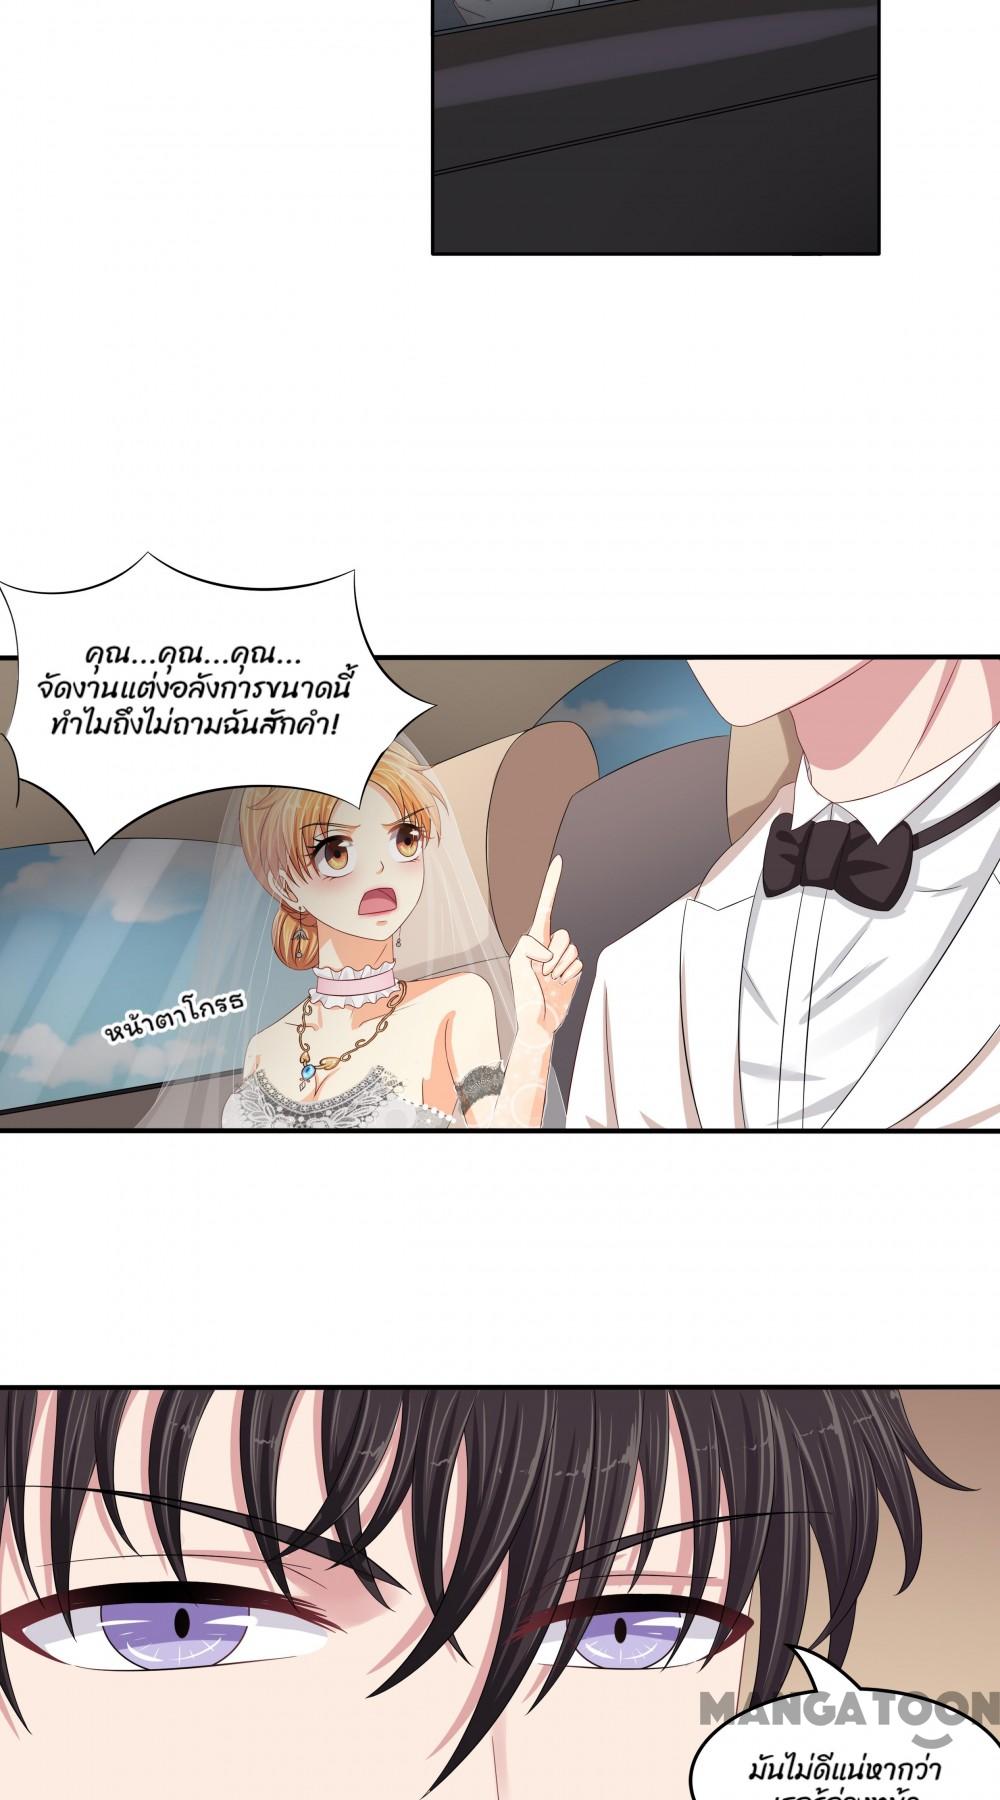 คุณ...คุณ...คุณ...
จัดงานแต่งอลังการขนาดนี้
ทำไมถึงไม่ถามฉันสักคำ!
หน้าตาโกรธ
MANGATOON
มันไม่ดีแน่หากว่า